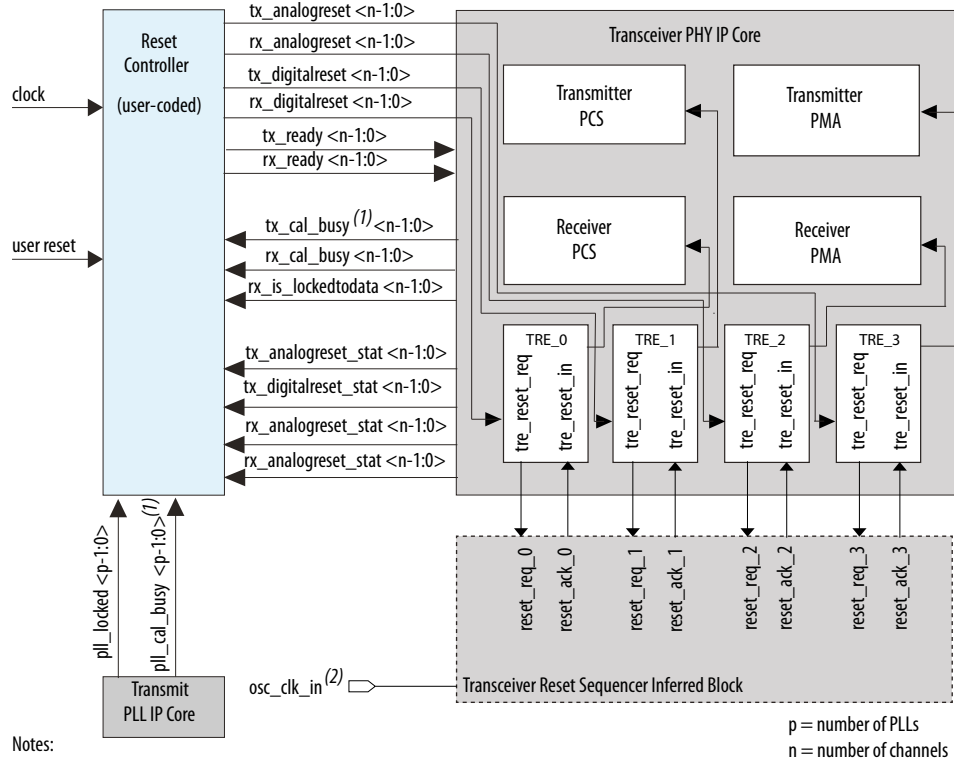 tx_analogreset <n-1:0>
rx_analogreset <n-1:0>
tx_digitalreset <n-1:0>
rx_digitalreset <n-1:0>
tx_ready <n-1:0>
rx_ready <n-1:0>
tx_cal_busy (1) <n-1:0>
rx_cal_busy <n-1:0>
rx_is_lockedtodata <n-1:0>
tx_analogreset_stat <n-1:0>
tx_digitalreset_stat <n-1:0>
rx_analogreset_stat <n-1:0>
rx_analogreset_stat <n-1:0>
Reset
Controller
(user-coded)
clock
user reset
Transceiver PHY IP Core
Transmitter
PCS
Transmitter
PMA
Receiver
PCS
Receiver
PMA
TRE_0
tre_reset_req
tre_reset_in
TRE_1
tre_reset_req
tre_reset_in
TRE_2
tre_reset_req
tre_reset_in
TRE_3
tre_reset_req
tre_reset_in
reset_req_0
reset_ack_0
reset_req_1
reset_ack_1
reset_req_2
reset_ack_2
reset_req_3
reset_ack_3
Transceiver Reset Sequencer Inferred Block
osc_clk_in (2)
pll_locked <p-1:0>
pll_cal_busy <p-1:0> (1)
Transmit
PLL IP Core
Notes:
p = number of PLLs
n = number of channels